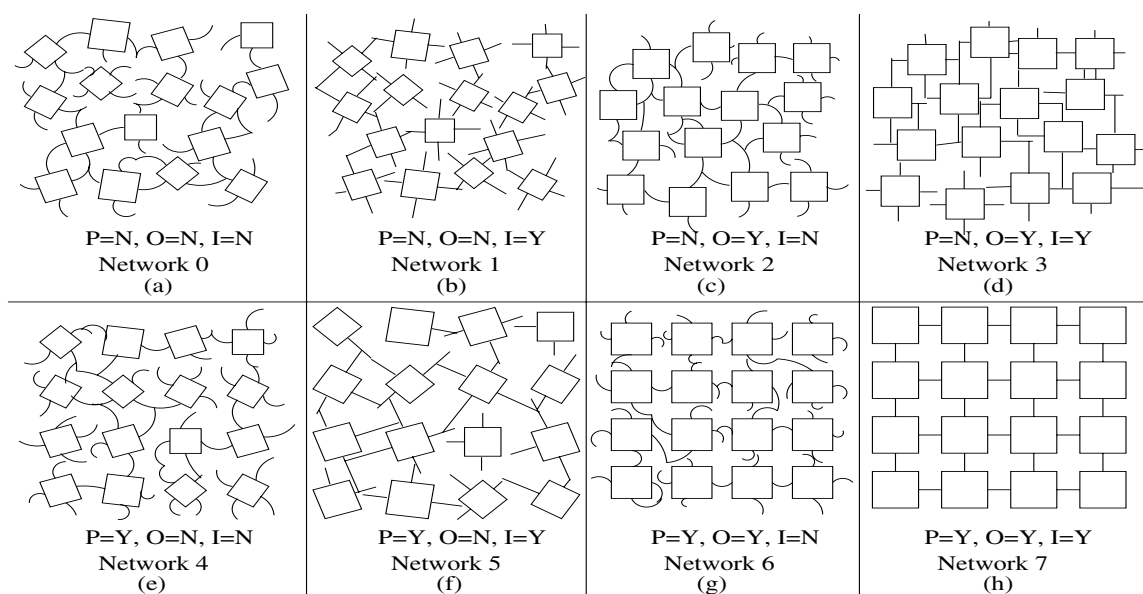 P=N, O=N, I=N
Network 0
(a)
P=N, O=N, I=Y
Network 1
(b)
P=N, O=Y, I=N
Network 2
(c)
P=N, O=Y, I=Y
Network 3
(d)
P=Y, O=N, I=N
Network 4
(e)
P=Y, O=N, I=Y
Network 5
(f)
P=Y, O=Y, I=N
Network 6
(g)
P=Y, O=Y, I=Y
Network 7
(h)